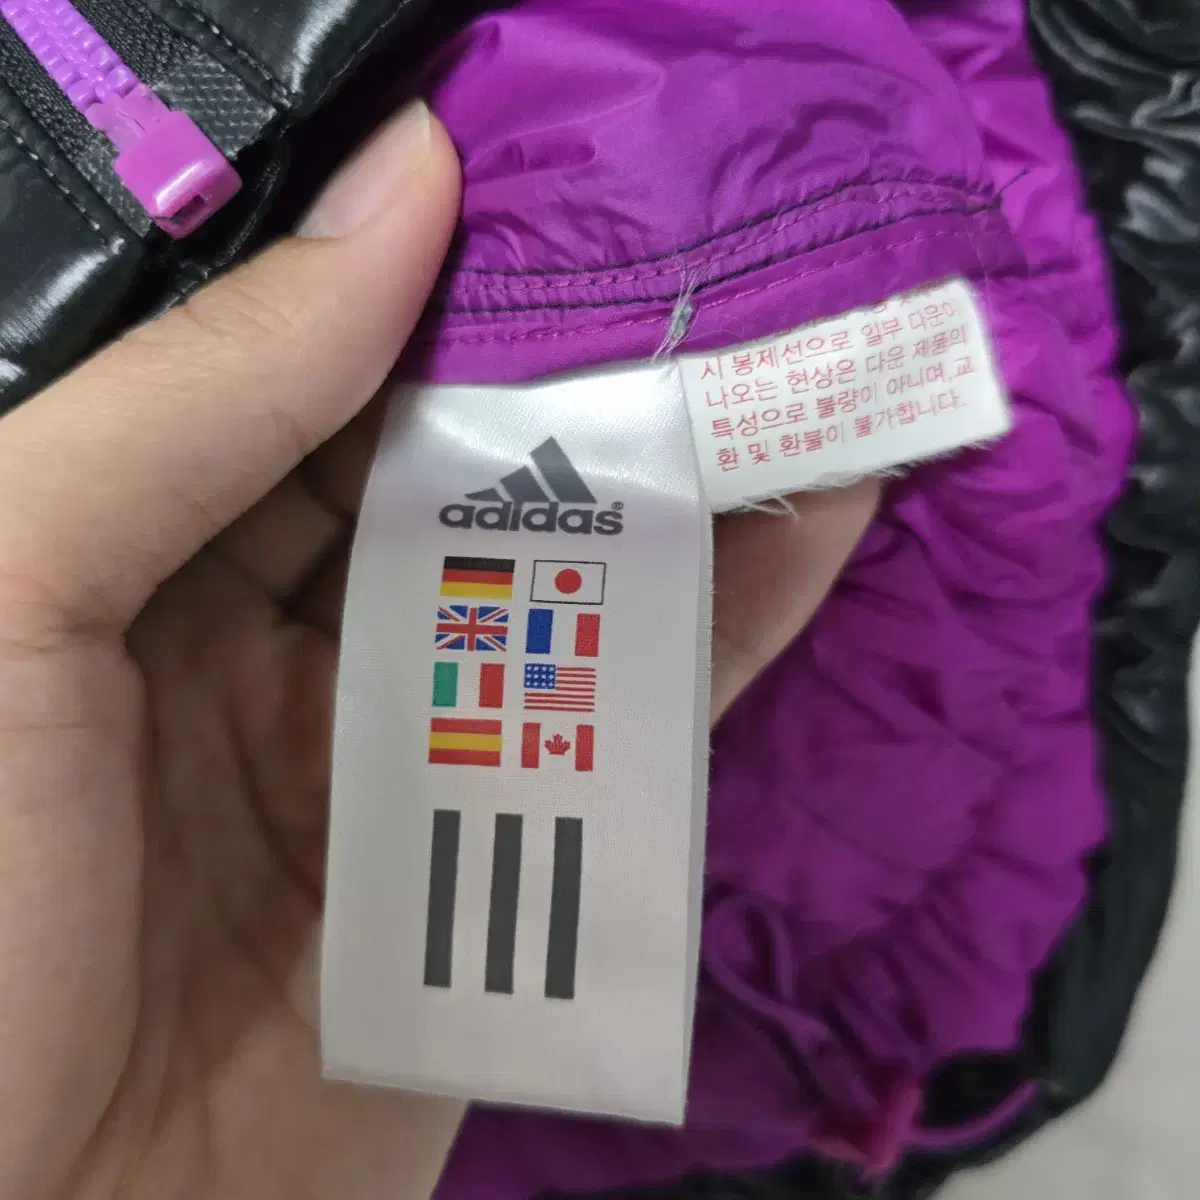 시 봉제선으로 일부 다운이
나오는 현상은 다운 제품의
특성으로 불량이 아니며,교
환 및 환불이 불가합니다.
adidas®